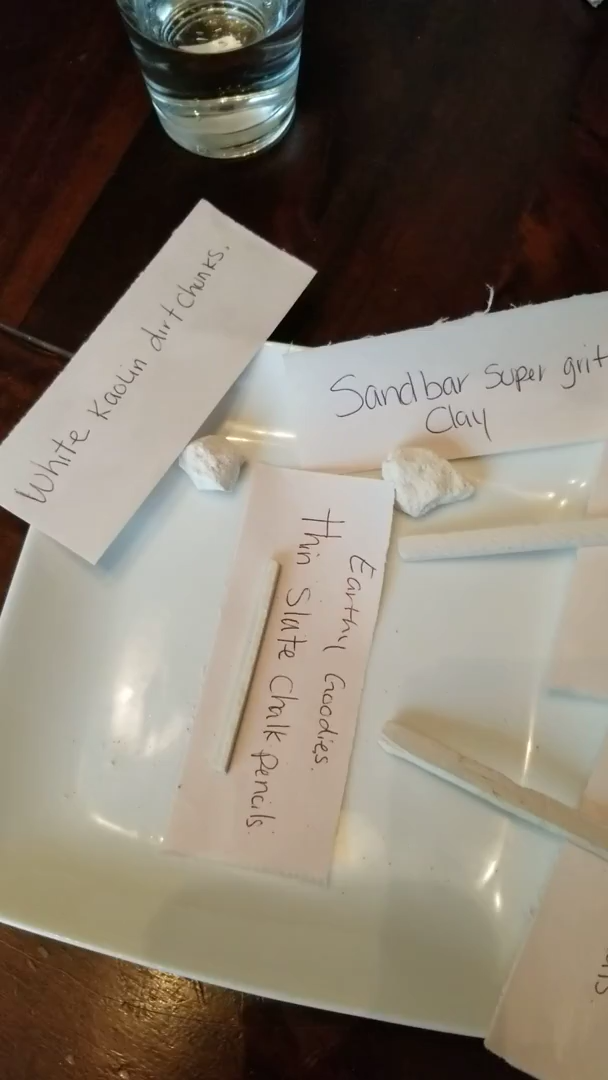 White Kaolin dirt Chunks.
Sandbar Super grit
Clay
Earthy Goodies.
thin Slate Chalk Pencils.